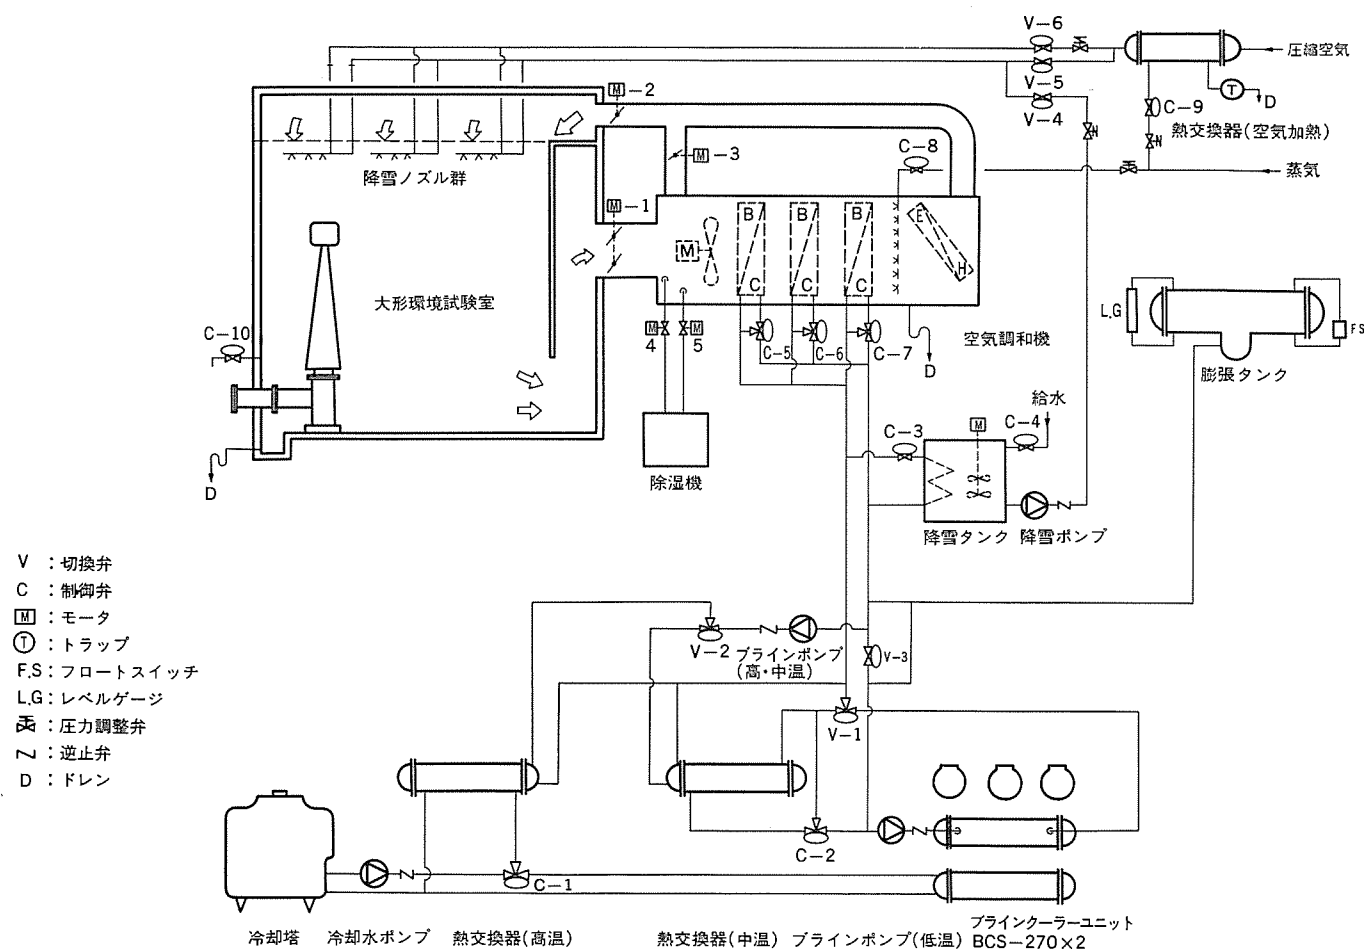 V－6
圧縮空気
V－5
V－4
T
D
C－9
熱交換器(空気加熱)
蒸気
M－2
M－3
C－8
降雪ノズル群
M－1
B
B
B
E
H
M
C
C
C
大形環境試験室
C－10
M
M
4
5
C－5
C－6
C－7
D
空気調和機
L,G
F S
膨張タンク
給水
C－3
M
C－4
D
除湿機
降雪タンク
降雪ポンプ
V ：切換弁
C ：制御弁
M ：モータ
T ：トラップ
F,S：フロートスイッチ
L,G：レベルゲージ
：圧力調整弁
：逆止弁
D ：ドレン
V－2
ブラインポンプ
(高・中温)
V－3
V－1
C－2
C－1
冷却塔
冷却水ポンプ
熱交換器(高温)
熱交換器(中温)
ブラインポンプ(低温)
ブラインクーラーユニット
BCS－270×2